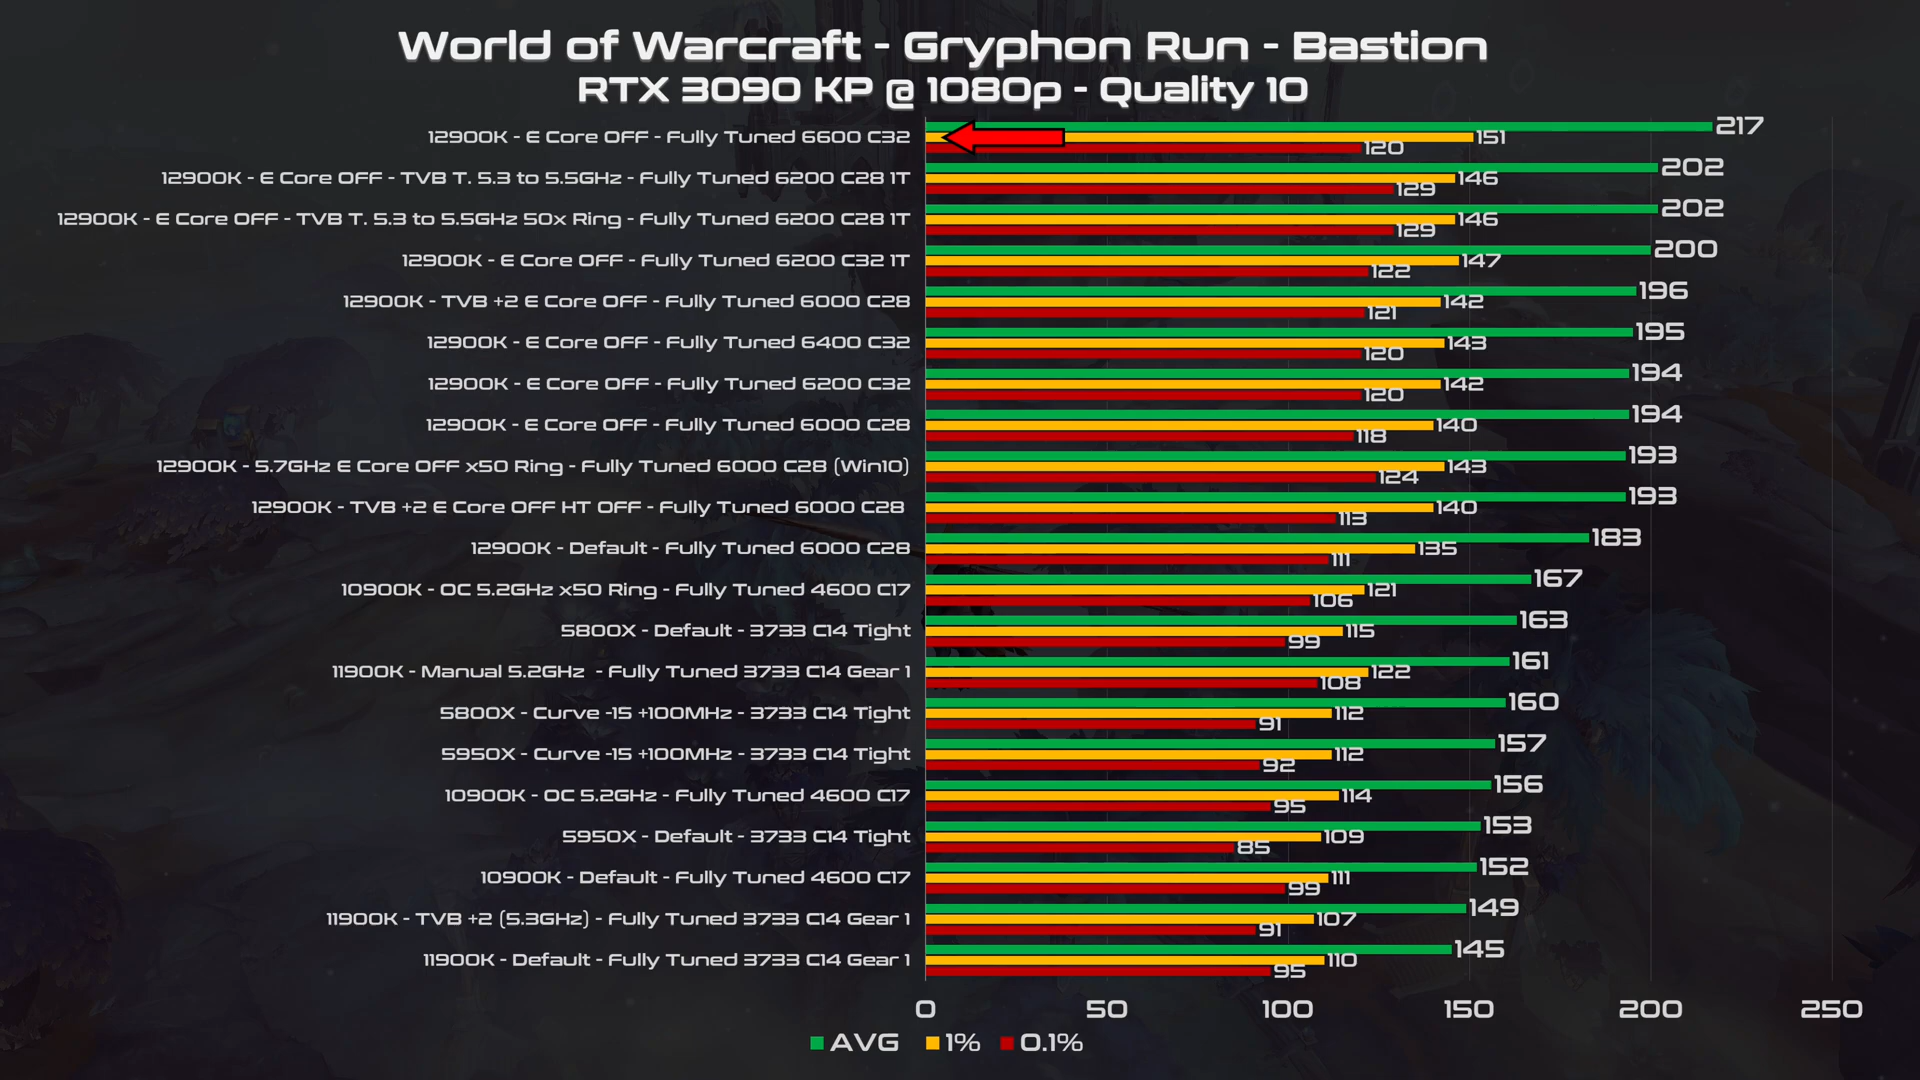 World of Warcraft - Gryphon Run - Bastion
RTX 3090 KP @ 1080p - Quality 10
12900K - E Core OFF - Fully Tuned 6600 C32
217
151
120
12900K - E Core OFF - TVB T. 5.3 to 5.5GHz - Fully Tuned 6200 C28 1T
202
146
129
12900K - E Core OFF - TVB T. 5.3 to 5.5GHz 50x Ring - Fully Tuned 6200 C28 1T
202
146
129
12900K - E Core OFF - Fully Tuned 6200 C32 1T
200
147
122
12900K - TVB +2 E Core OFF - Fully Tuned 6000 C28
196
142
121
12900K - E Core OFF - Fully Tuned 6400 C32
195
143
120
12900K - E Core OFF - Fully Tuned 6200 C32
194
142
120
12900K - E Core OFF - Fully Tuned 6000 C28
194
140
118
12900K - 5.7GHz E Core OFF x50 Ring - Fully Tuned 6000 C28 (Win10)
193
143
124
12900K - TVB +2 E Core OFF HT OFF - Fully Tuned 6000 C28
193
140
113
12900K - Default - Fully Tuned 6000 C28
183
135
111
10900K - OC 5.2GHz x50 Ring - Fully Tuned 4600 C17
167
121
106
5800X - Default - 3733 C14 Tight
163
115
99
11900K - Manual 5.2GHz - Fully Tuned 3733 C14 Gear 1
161
122
108
5800X - Curve -15 +100MHz - 3733 C14 Tight
160
112
91
5950X - Curve -15 +100MHz - 3733 C14 Tight
157
112
92
10900K - OC 5.2GHz - Fully Tuned 4600 C17
156
114
95
5950X - Default - 3733 C14 Tight
153
109
85
10900K - Default - Fully Tuned 4600 C17
152
111
99
11900K - TVB +2 (5.3GHz) - Fully Tuned 3733 C14 Gear 1
149
107
91
11900K - Default - Fully Tuned 3733 C14 Gear 1
145
110
95
0 50 100 150 200 250
AVG 1% 0.1%